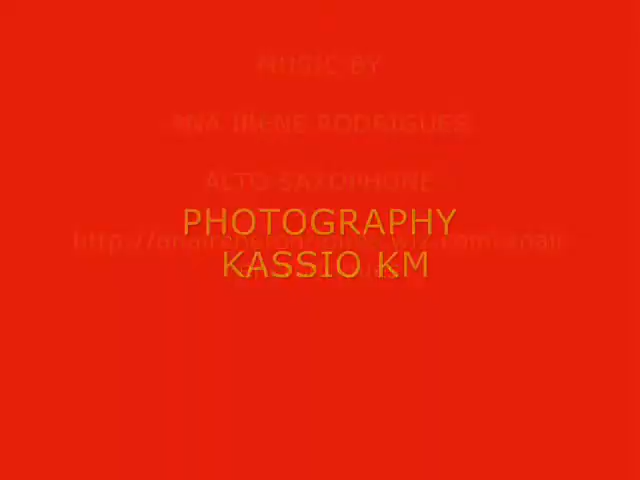 MUSIC BY
ANA IRENE RODRIGUES
ALTO SAXOPHONE
PHOTOGRAPHY
KASSIO KM